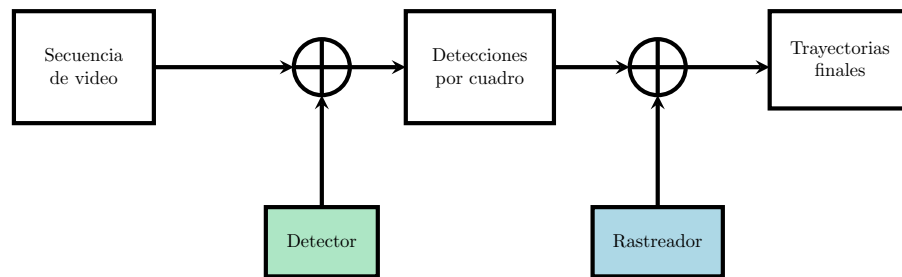 Secuencia
de video
Detecciones
por cuadro
Trayectorias
finales
Detector
Rastreador